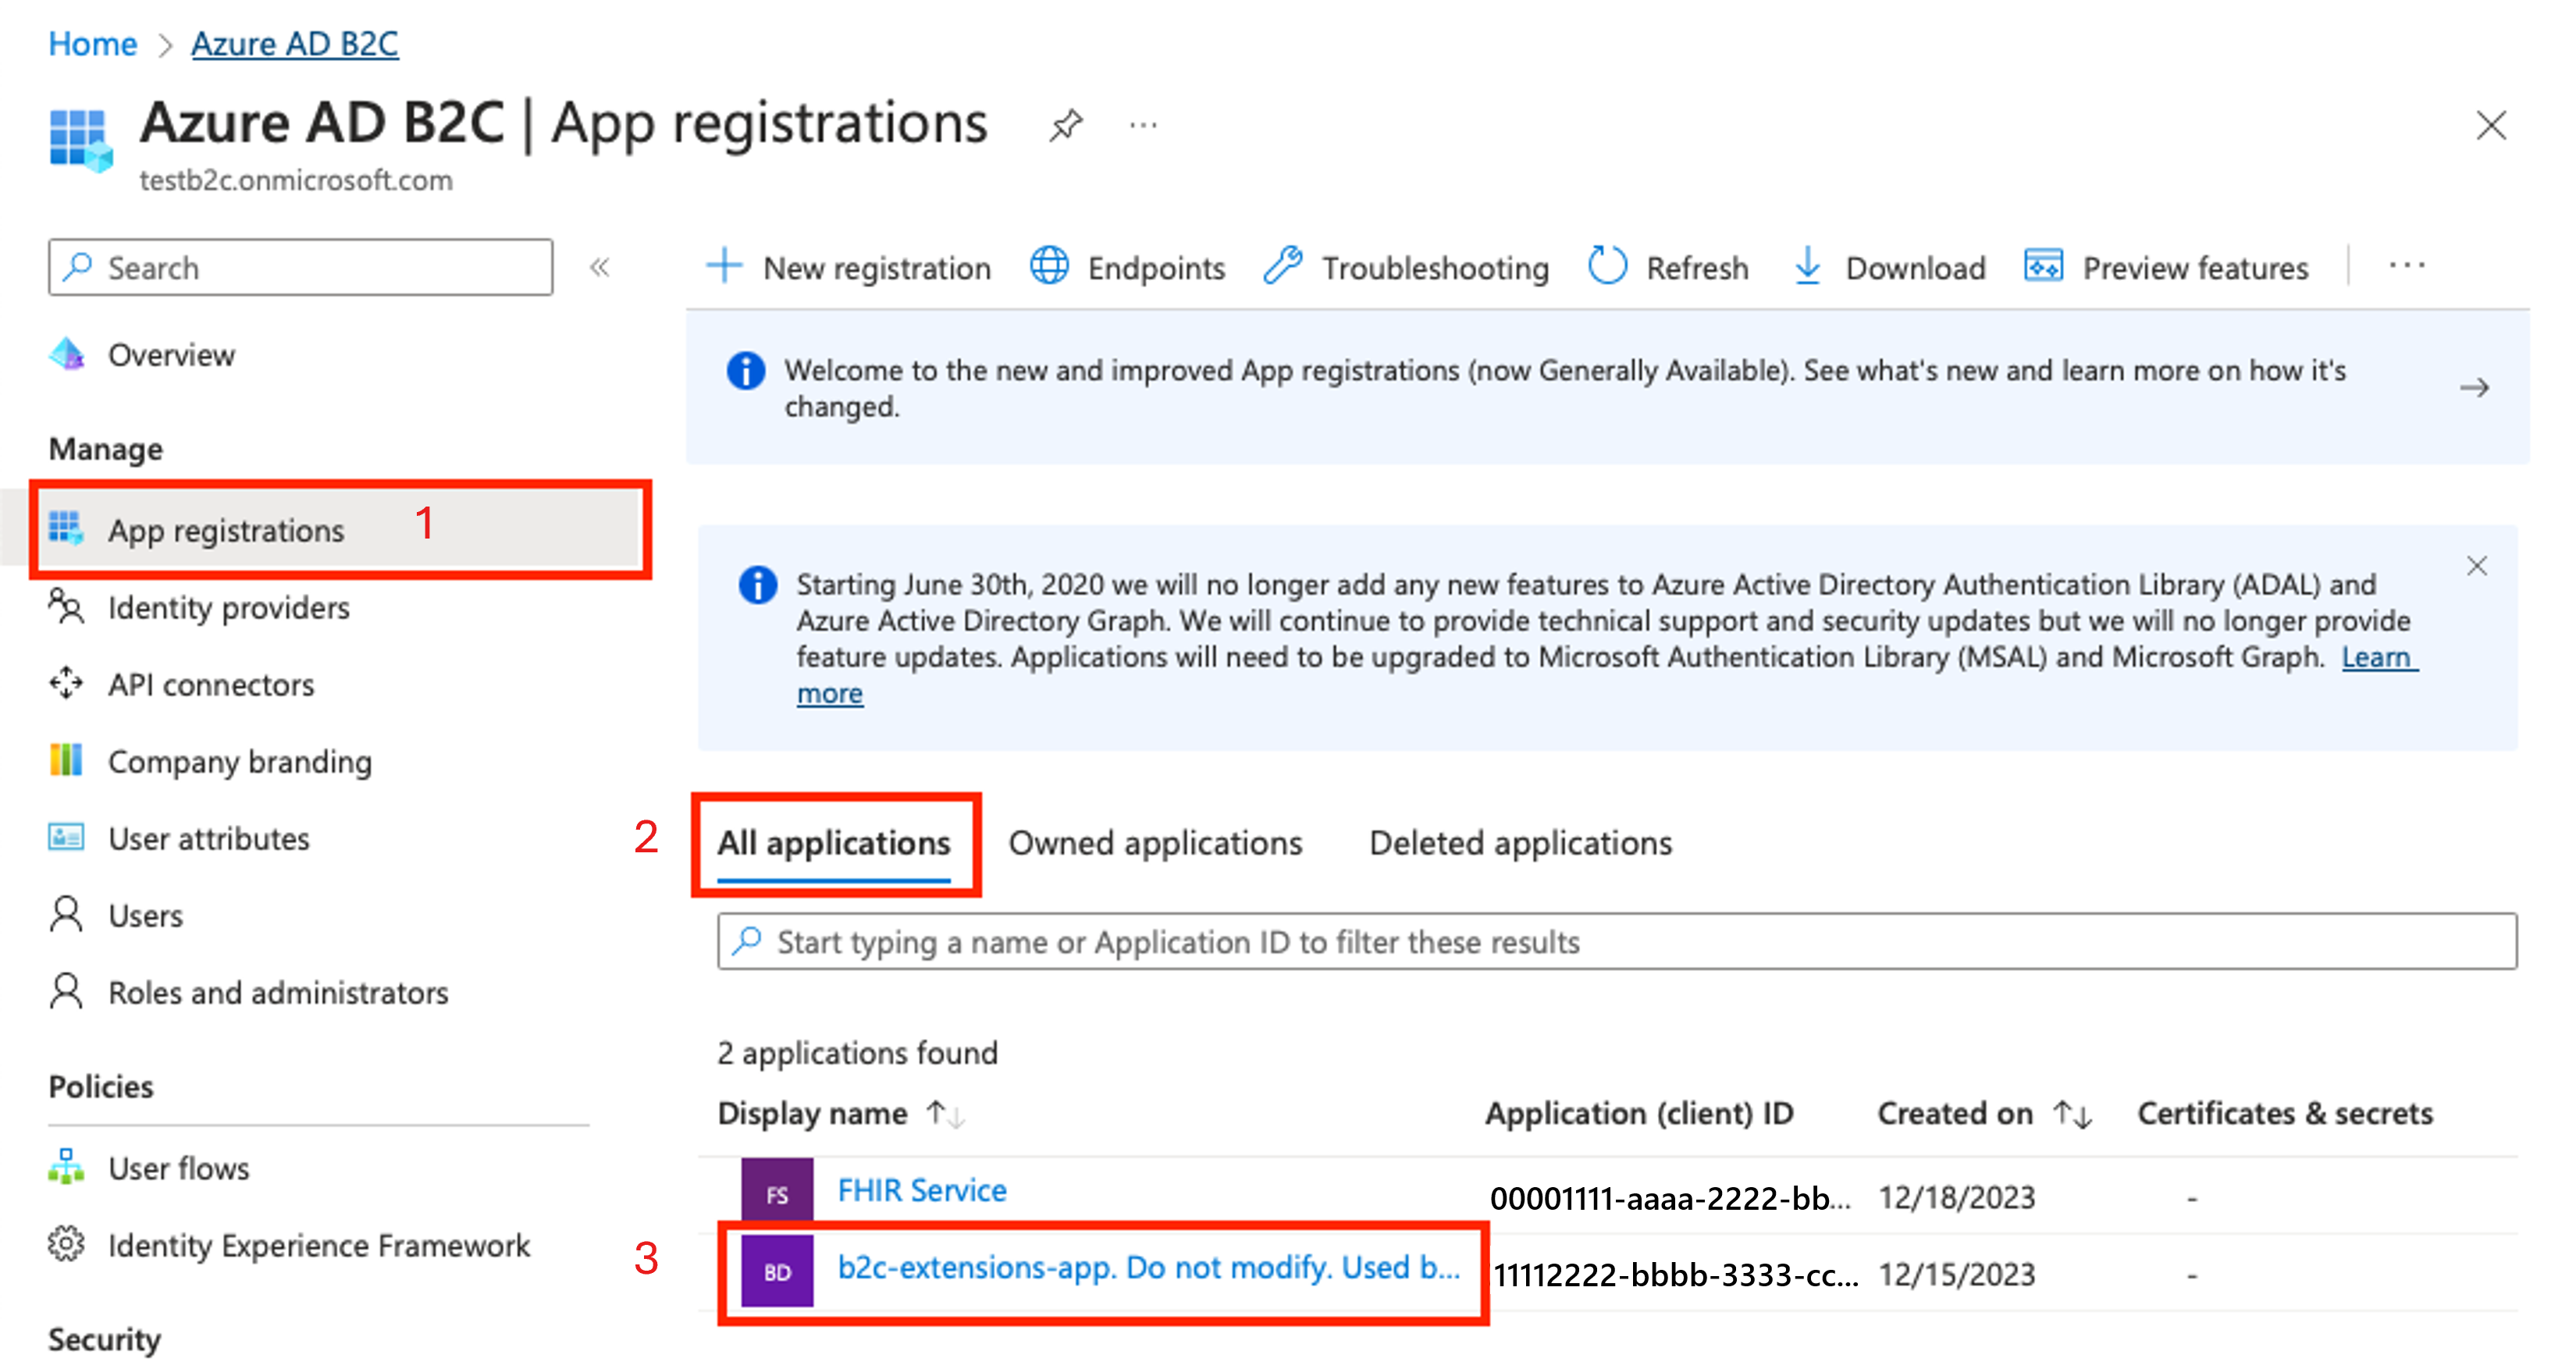 Home > Azure AD B2C
Azure AD B2C | App registrations ...
testb2c.onmicrosoft.com
Search
«
New registration
Endpoints
Troubleshooting
Refresh
Download
Preview features
...
Overview
Manage
App registrations
1
Identity providers
API connectors
Company branding
User attributes
Users
Roles and administrators
Policies
User flows
Identity Experience Framework
Security
Welcome to the new and improved App registrations (now Generally Available). See what's new and learn more on how it's
changed.
Starting June 30th, 2020 we will no longer add any new features to Azure Active Directory Authentication Library (ADAL) and
Azure Active Directory Graph. We will continue to provide technical support and security updates but we will no longer provide
feature updates. Applications will need to be upgraded to Microsoft Authentication Library (MSAL) and Microsoft Graph. Learn
more
2
All applications
Owned applications
Deleted applications
Start typing a name or Application ID to filter these results
2 applications found
Display name ↑↓ Application (client) ID Created on ↑↓ Certificates & secrets
FS FHIR Service 00001111-aaaa-2222-bb... 12/18/2023 -
3
BD b2c-extensions-app. Do not modify. Used b... 11112222-bbbb-3333-cc... 12/15/2023 -